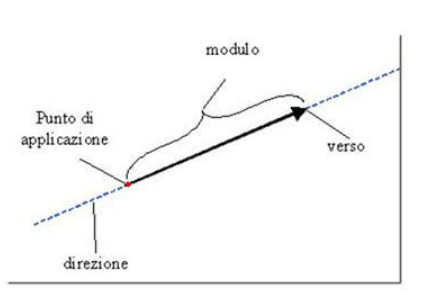 modulo
Punto di
applicazione
verso
direzione